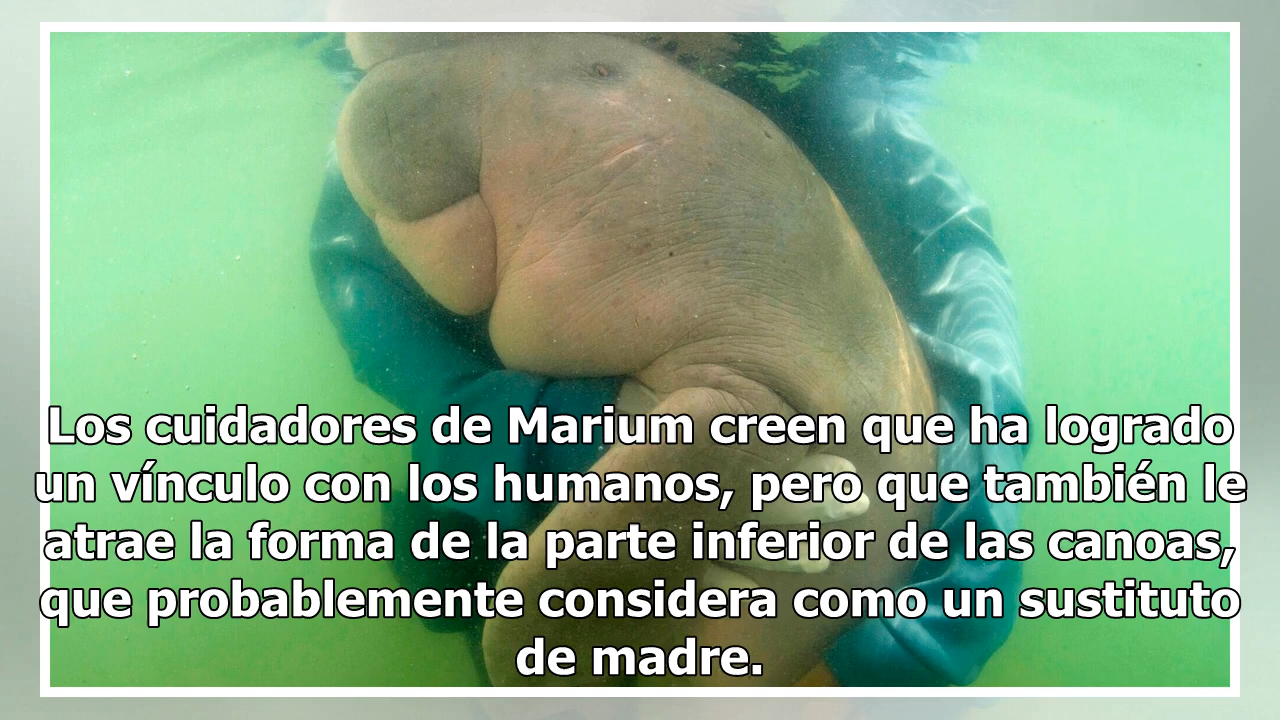 Los cuidadores de Marium creen que ha logrado
un vínculo con los humanos, pero que también le
atrae la forma de la parte inferior de las canoas,
que probablemente considera como un sustituto
de madre.